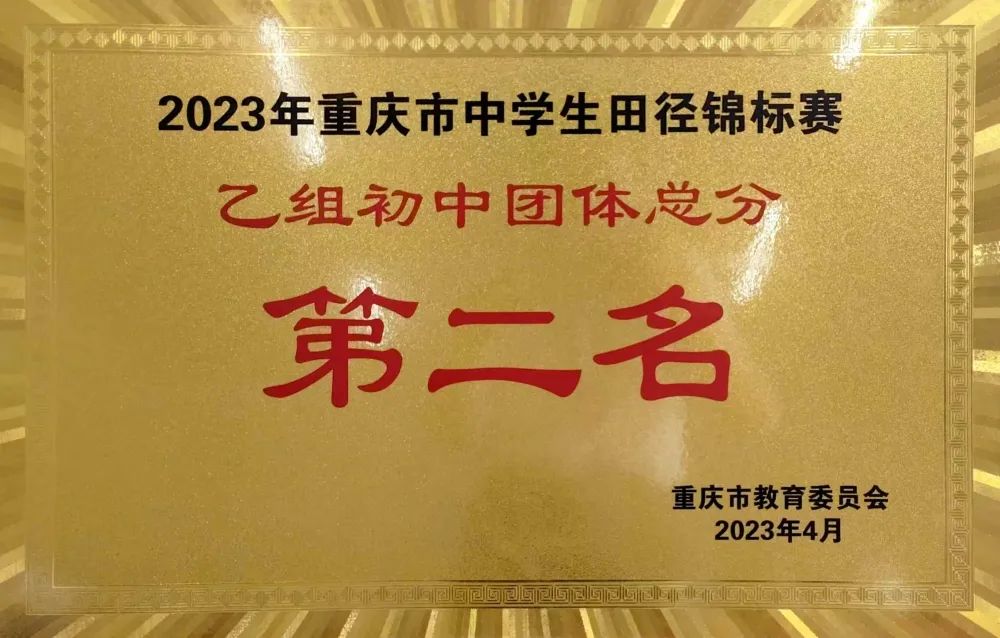 2023年重庆市中学生田径锦标赛
乙组初中团体总分
第二名
重庆市教育委员会
2023年4月